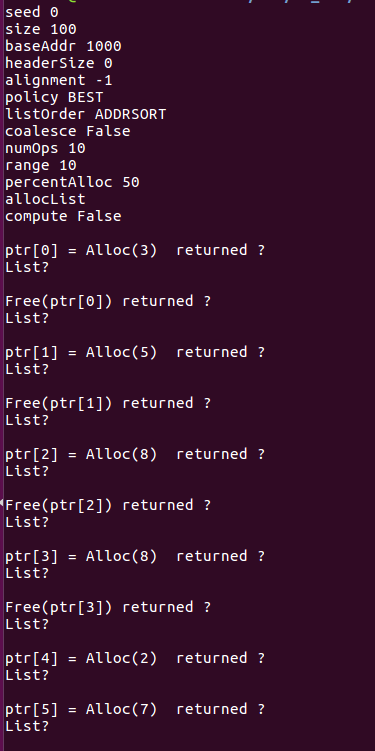 seed 0
size 100
baseAddr 1000
headerSize 0
alignment -1
policy BEST
listOrder ADDRSORT
coalesce False
numOps 10
range 10
percentAlloc 50
allocList
compute False
ptr[0] = Alloc(3)  returned ?
List?
Free(ptr[0]) returned ?
List?
ptr[1] = Alloc(5)  returned ?
List?
Free(ptr[1]) returned ?
List?
ptr[2] = Alloc(8)  returned ?
List?
Free(ptr[2]) returned ?
List?
ptr[3] = Alloc(8)  returned ?
List?
Free(ptr[3]) returned ?
List?
ptr[4] = Alloc(2)  returned ?
List?
ptr[5] = Alloc(7)  returned ?
List?